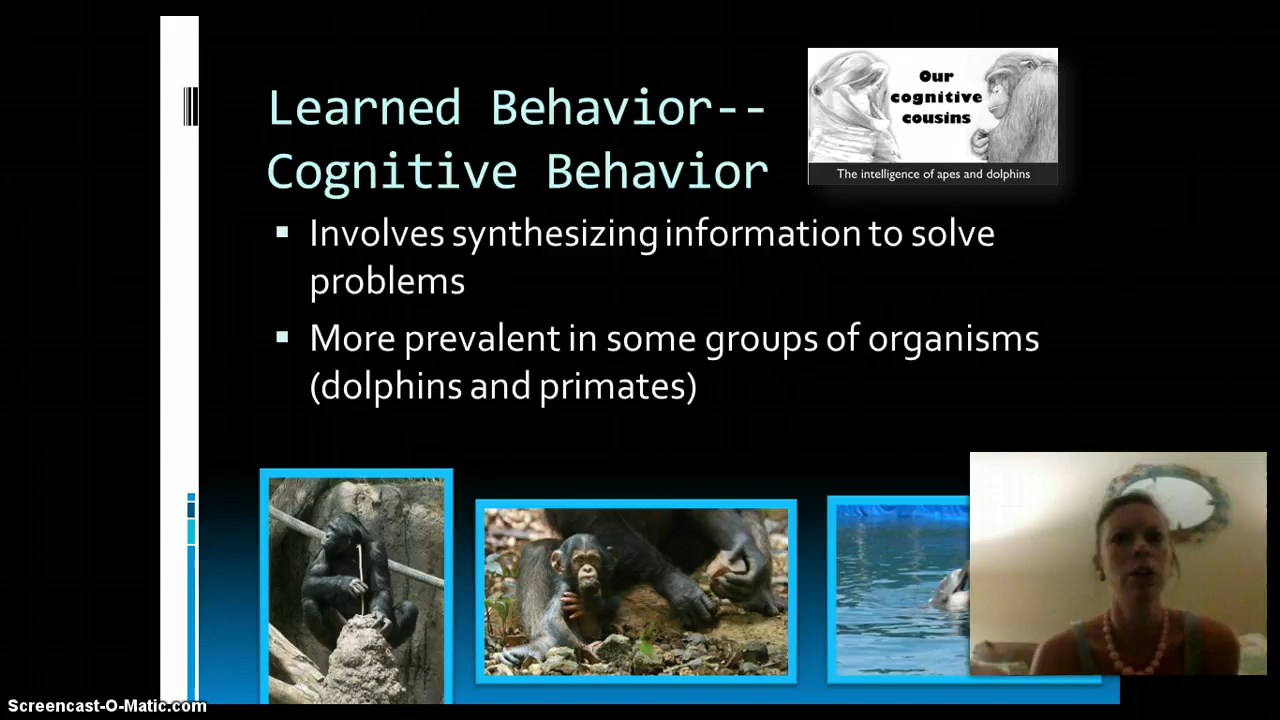 Learned Behavior--
Cognitive Behavior
Our
cognitive
cousins
The intelligence of apes and dolphins
Involves synthesizing information to solve
problems
More prevalent in some groups of organisms
(dolphins and primates)
Screencast-O-Matic.com